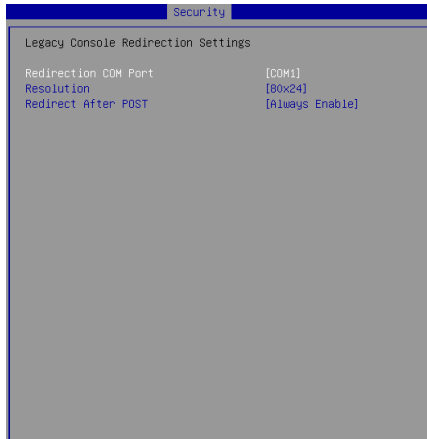 Security
Legacy Console Redirection Settings
Redirection COM Port [COM1]
Resolution [80x24]
Redirect After POST [Always Enable]